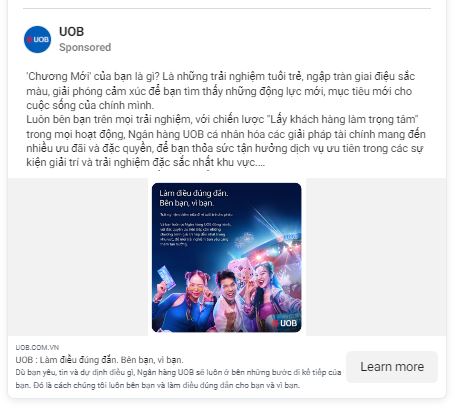 UOB
UOB
Sponsored
'Chương Mới' của bạn là gì? Là những trải nghiệm tuổi trẻ, ngập tràn giai điệu sắc
màu, giải phóng cảm xúc để bạn tìm thấy những động lực mới, mục tiêu mới cho
cuộc sống của chính mình.
Luôn bên bạn trên mọi trải nghiệm, với chiến lược "Lấy khách hàng làm trọng tâm"
trong mọi hoạt động, Ngân hàng UOB cá nhân hóa các giải pháp tài chính mang đến
nhiều ưu đãi và đặc quyền, để bạn thỏa sức tận hưởng dịch vụ ưu tiên trong các sự
kiện giải trí và trải nghiệm đặc sắc nhất khu vực....
Làm điều đúng đắn.
Bên bạn, vì bạn.
UOB
UOB.COM.VN
UOB : Làm điều đúng đắn. Bên bạn, vì bạn.
Dù bạn yêu, tin và dự định điều gì, Ngân hàng UOB sẽ luôn ở bên những bước đi kế tiếp của
bạn. Đó là cách chúng tôi luôn bên bạn và làm điều đúng đắn cho bạn và vì bạn.
Learn more